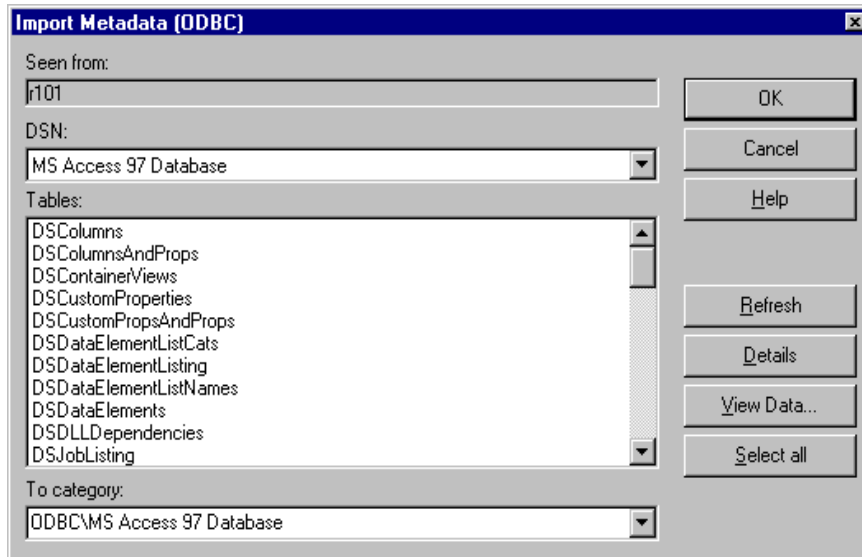 Import Metadata (ODBC)
Seen from:
r101
OK
DSN:
Cancel
MS Access 97 Database
Help
Tables:
DSColumns
DSColumnsAndProps
DSContainerViews
DSCustomProperties
DSCustomPropsAndProps
DSDataElementListCats
DSDataElementListing
DSDataElementListNames
DSDataElements
DSDLLDependencies
DSJobListing
Refresh
Details
View Data...
Select all
To category:
ODBC\MS Access 97 Database